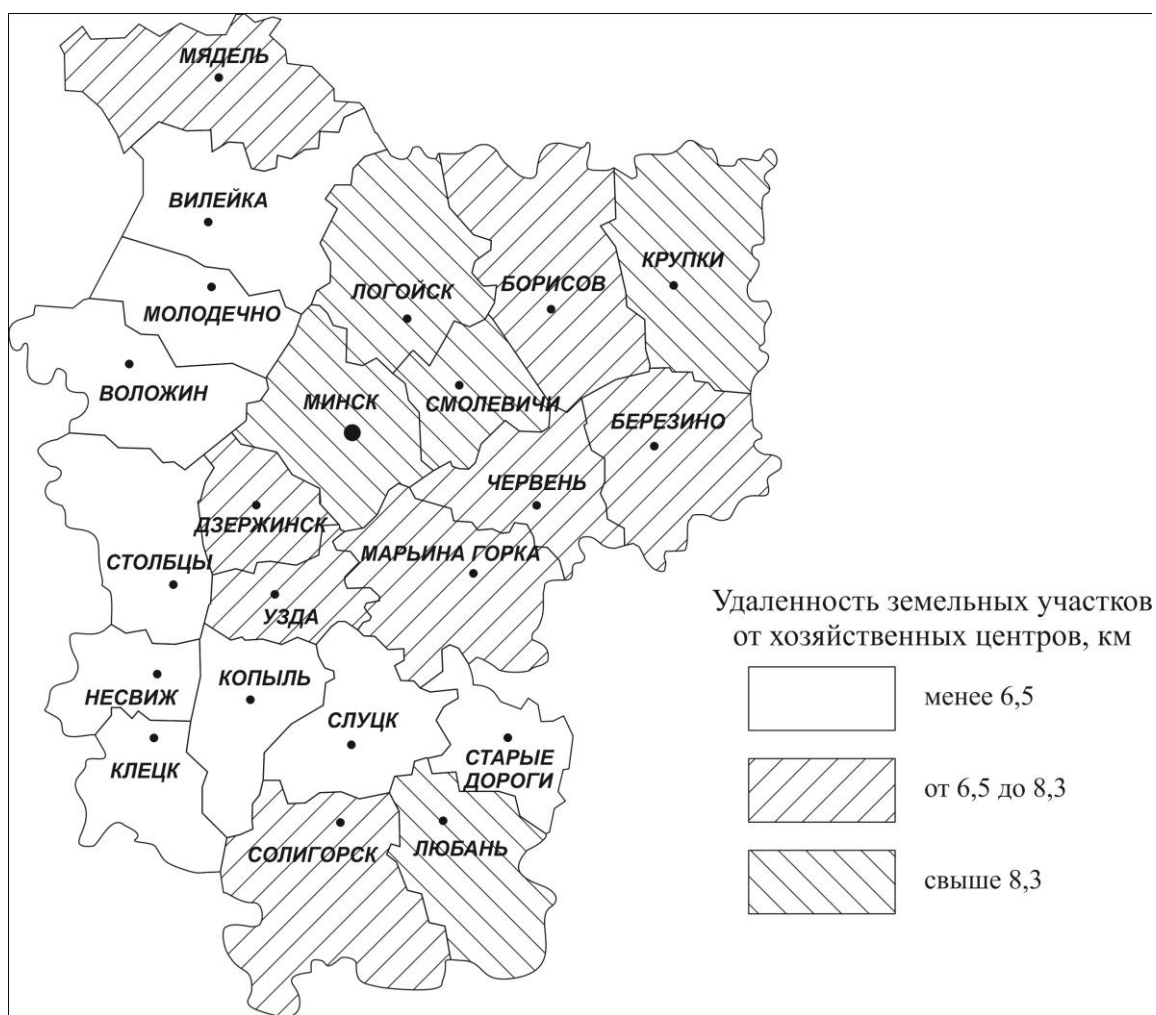 МЯДЕЛЬ
ВИЛЕЙКА
МОЛОДЕЧНО
ВОЛОЖИН
ЛОГОЙСК
БОРИСОВ
КРУПКИ
МИНСК
СМОЛЕВИЧИ
БЕРЕЗИНО
ЧЕРВЕНЬ
ДЗЕРЖИНСК
МАРЬИНА ГОРКА
СТОЛБЦЫ
УЗДА
НЕСВИЖ
КОПЫЛЬ
СЛУЦК
КЛЕЦК
СТАРЫЕ
ДОРОГИ
СОЛИГОРСК
ЛЮБАНЬ
Удаленность земельных участков
от хозяйственных центров, км
менее 6,5
от 6,5 до 8,3
свыше 8,3